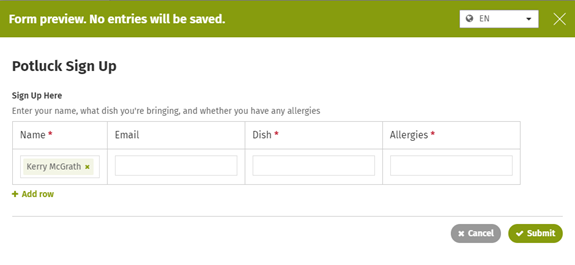 Form preview. No entries will be saved.
EN
Potluck Sign Up
Sign Up Here
Enter your name, what dish you're bringing, and whether you have any allergies
Name * Email Dish * Allergies *
Kerry McGrath ×
+ Add row
× Cancel ✔ Submit